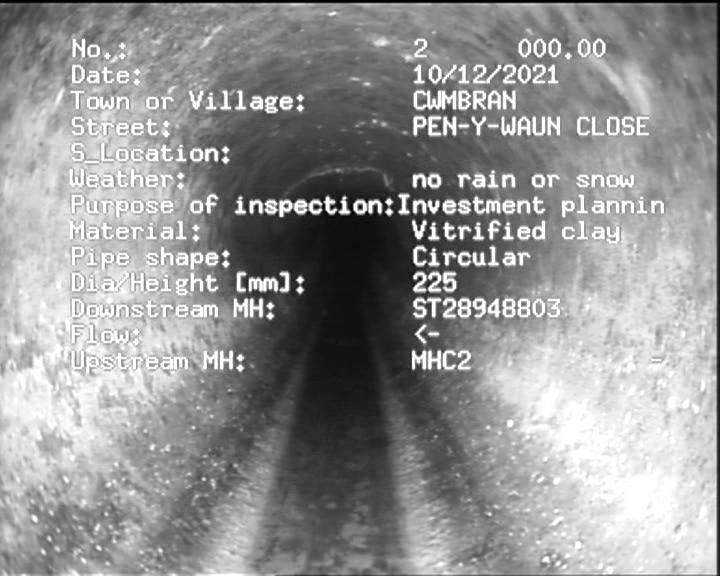 No.: 2 000.00
Date: 10/12/2021
Town or Village: CWMBRAN
Street: PEN-Y-WAUN CLOSE
S_Location:
Weather: no rain or snow
Purpose of inspection:Investment plannin
Material: Vitrified clay
Pipe shape: Circular
Dia/Height [mm]: 225
Downstream MH: ST28948803
Flow: <-
Upstream MH: MHC2 -